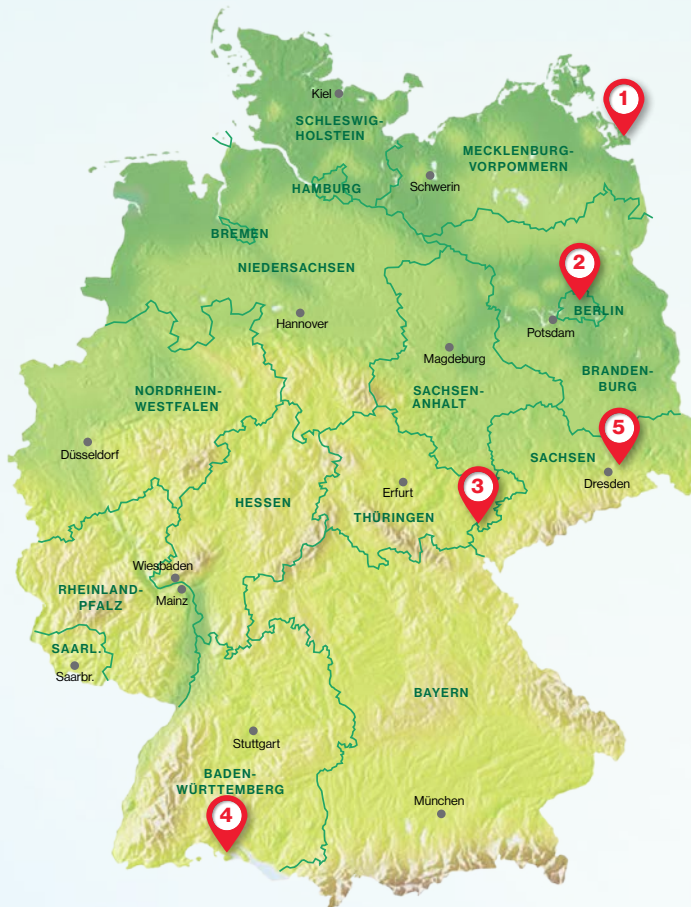 Kiel
1
SCHLESWIG-
HOLSTEIN
MECKLENBURG-
VORPOMMERN
HAMBURG
Schwerin
BREMEN
NIEDERSACHSEN
2
BERLIN
Hannover
Potsdam
Magdeburg
BRANDEN-
BURG
NORDRHEIN-
WESTFALEN
SACHSEN-
ANHALT
5
Düsseldorf
SACHSEN
Dresden
3
Erfurt
HESSEN
THÜRINGEN
Wiesbaden
Mainz
RHEINLAND-
PFALZ
SAARL.
Saarbr.
BAYERN
Stuttgart
BADEN-
WÜRTTEMBERG
München
4